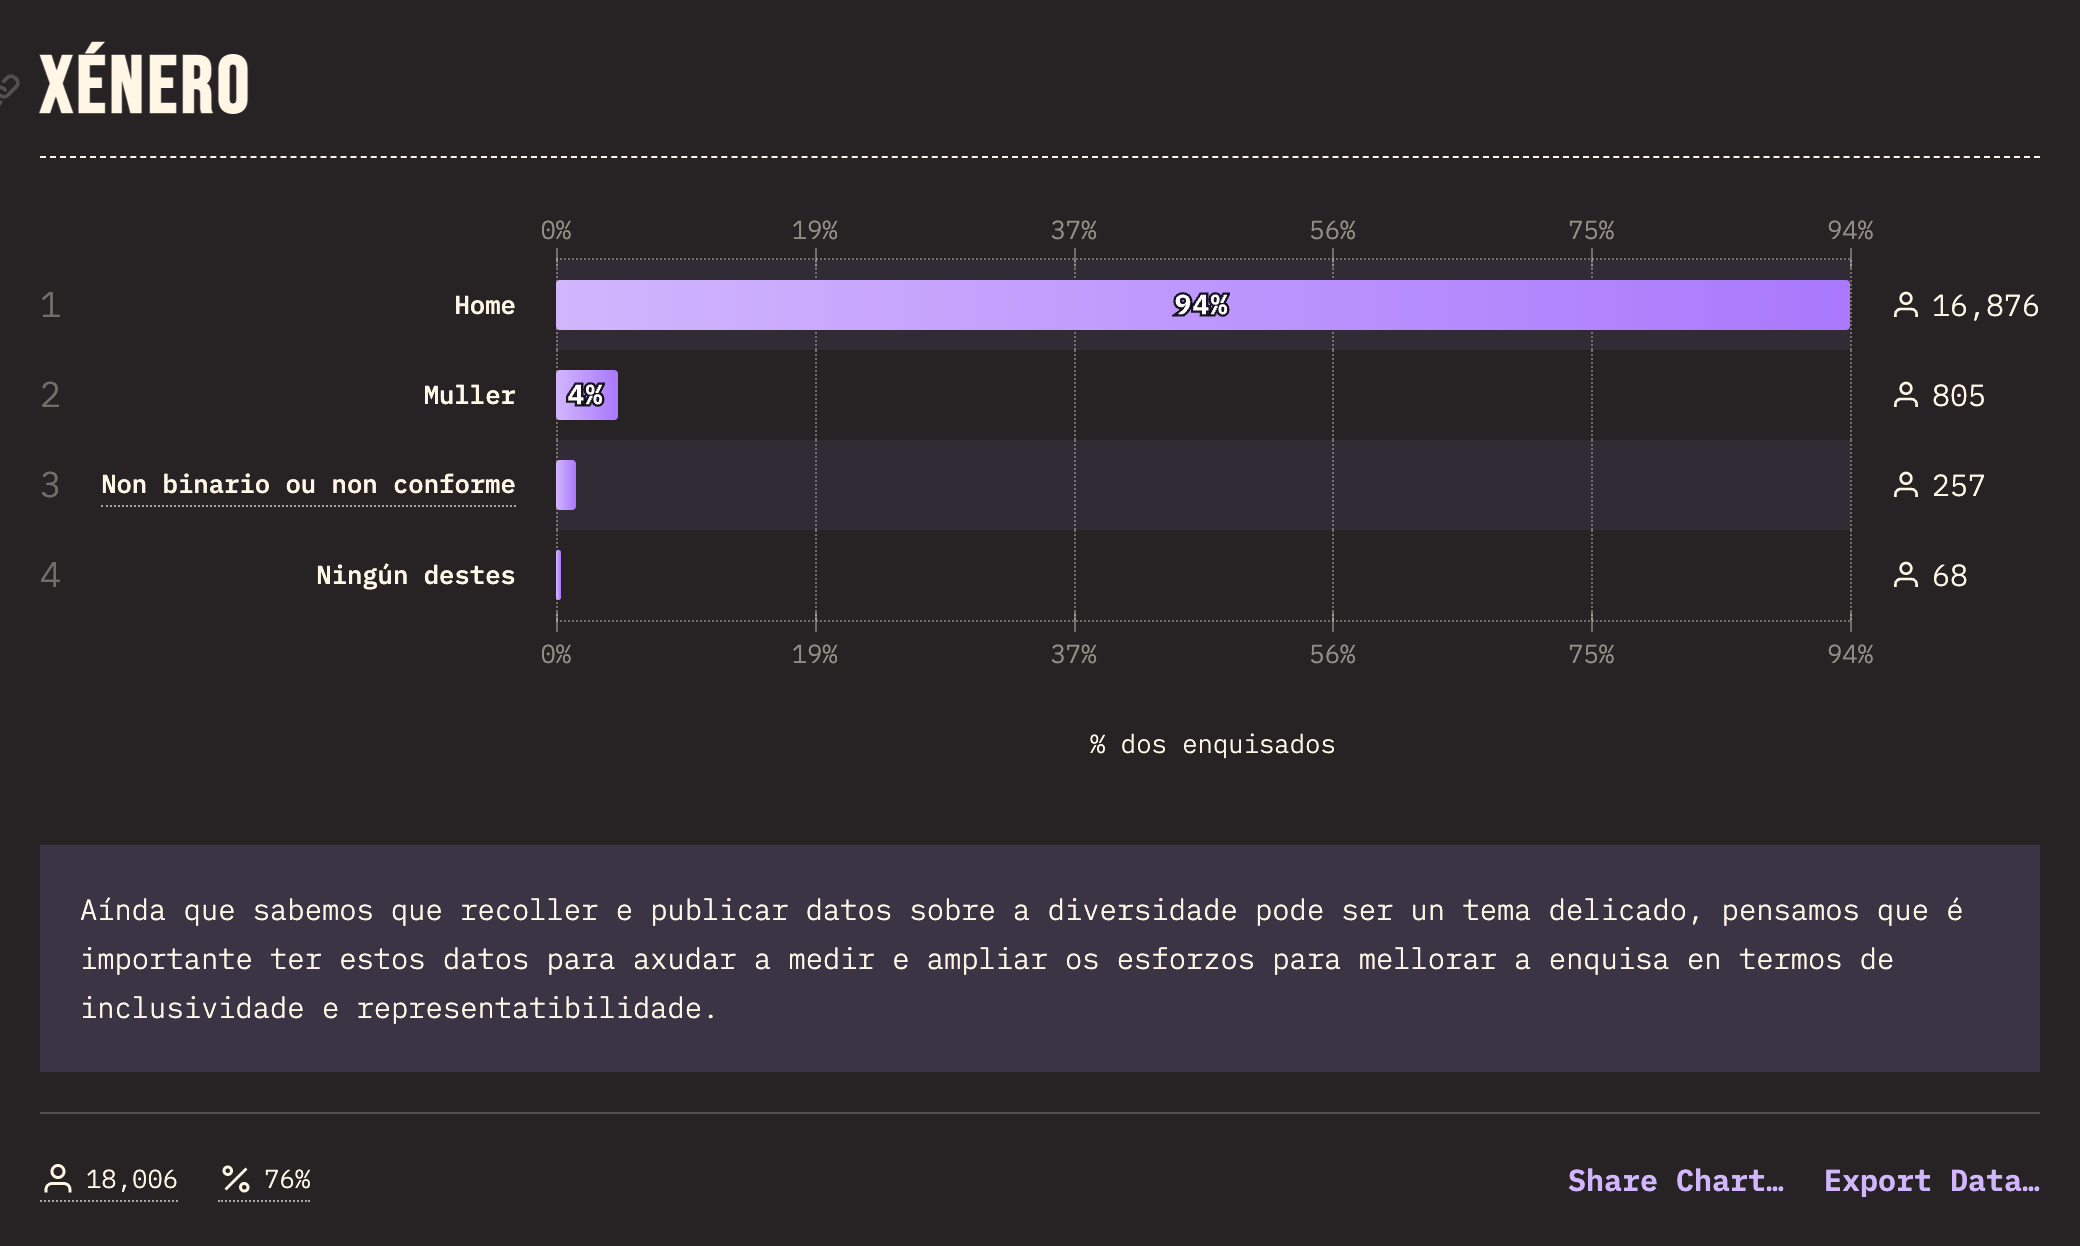 XÉNERO
0% 19% 37% 56% 75% 94%
1 Home 94% 16,876
2 Muller 4% 805
3 Non binario ou non conforme 257
4 Ningún destes 68
0% 19% 37% 56% 75% 94%
% dos enquisados
Aínda que sabemos que recoller e publicar datos sobre a diversidade pode ser un tema delicado, pensamos que é
importante ter estos datos para axudar a medir e ampliar os esforzos para mellorar a enquisa en termos de
inclusividade e representatibilidade.
18,006 % 76% Share Chart… Export Data…